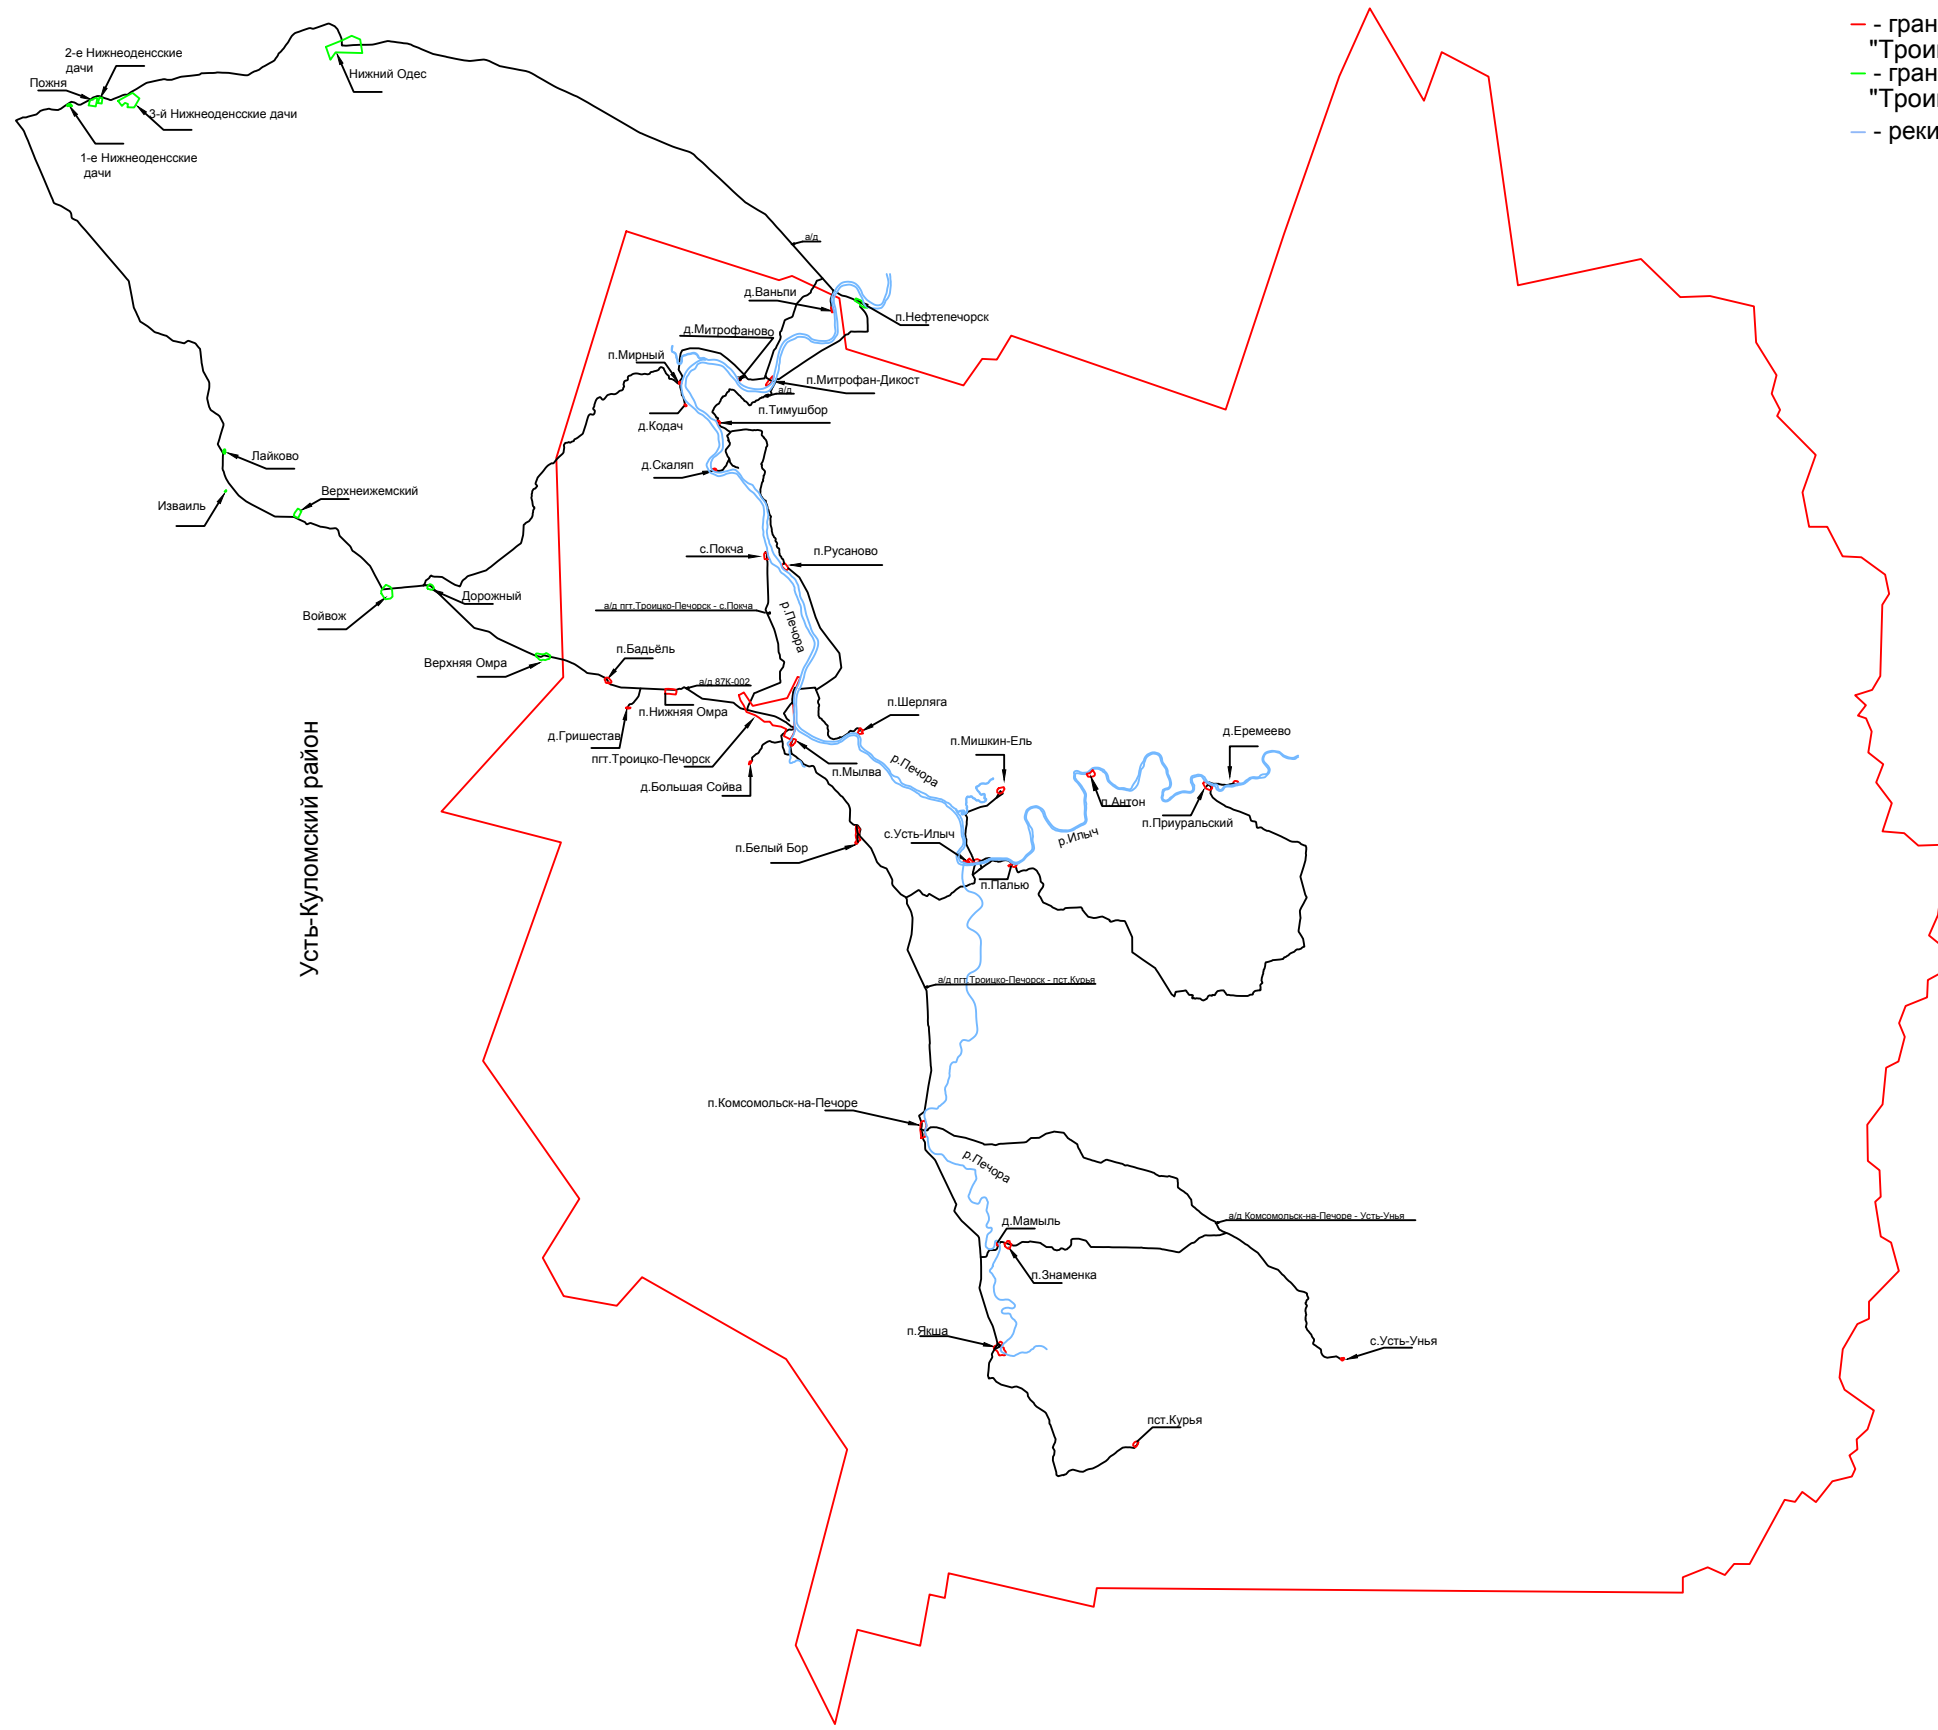 - гран
"Трои
- гран
"Трои
- реки
2-е Нижнеоденсские
дачи
Пожня
Нижний Одес
3-й Нижнеоденсские дачи
1-е Нижнеоденсские
дачи
а/д
д.Ваньпи
п.Нефтепечорск
д.Митрофаново
п.Мирный
п.Митрофан-Дикост
а/д
п.Тимушбор
д.Кодач
Лайково
д.Скаляп
Верхнеижемский
Изваиль
с.Покча
п.Русаново
Дорожный
а/д пгт.Троицко-Печорск - с.Покча
р.Печора
Войвож
п.Бадьёль
Верхняя Омра
а/д 87К-002
п.Шерляга
п.Нижняя Омра
д.Гришестав
п.Мишкин-Ель
д.Еремеево
пгт.Троицко-Печорск
п.Мылва
р.Печора
д.Большая Сойва
п.Антон
п.Приуральский
Усть-Куломский район
с.Усть-Илыч
р.Илыч
п.Белый Бор
п.Палью
а/д пгт.Троицко-Печорск - пст.Курья
п.Комсомольск-на-Печоре
р.Печора
а/д Комсомольск-на-Печоре - Усть-Унья
д.Мамыль
п.Знаменка
п.Якша
с.Усть-Унья
пст.Курья